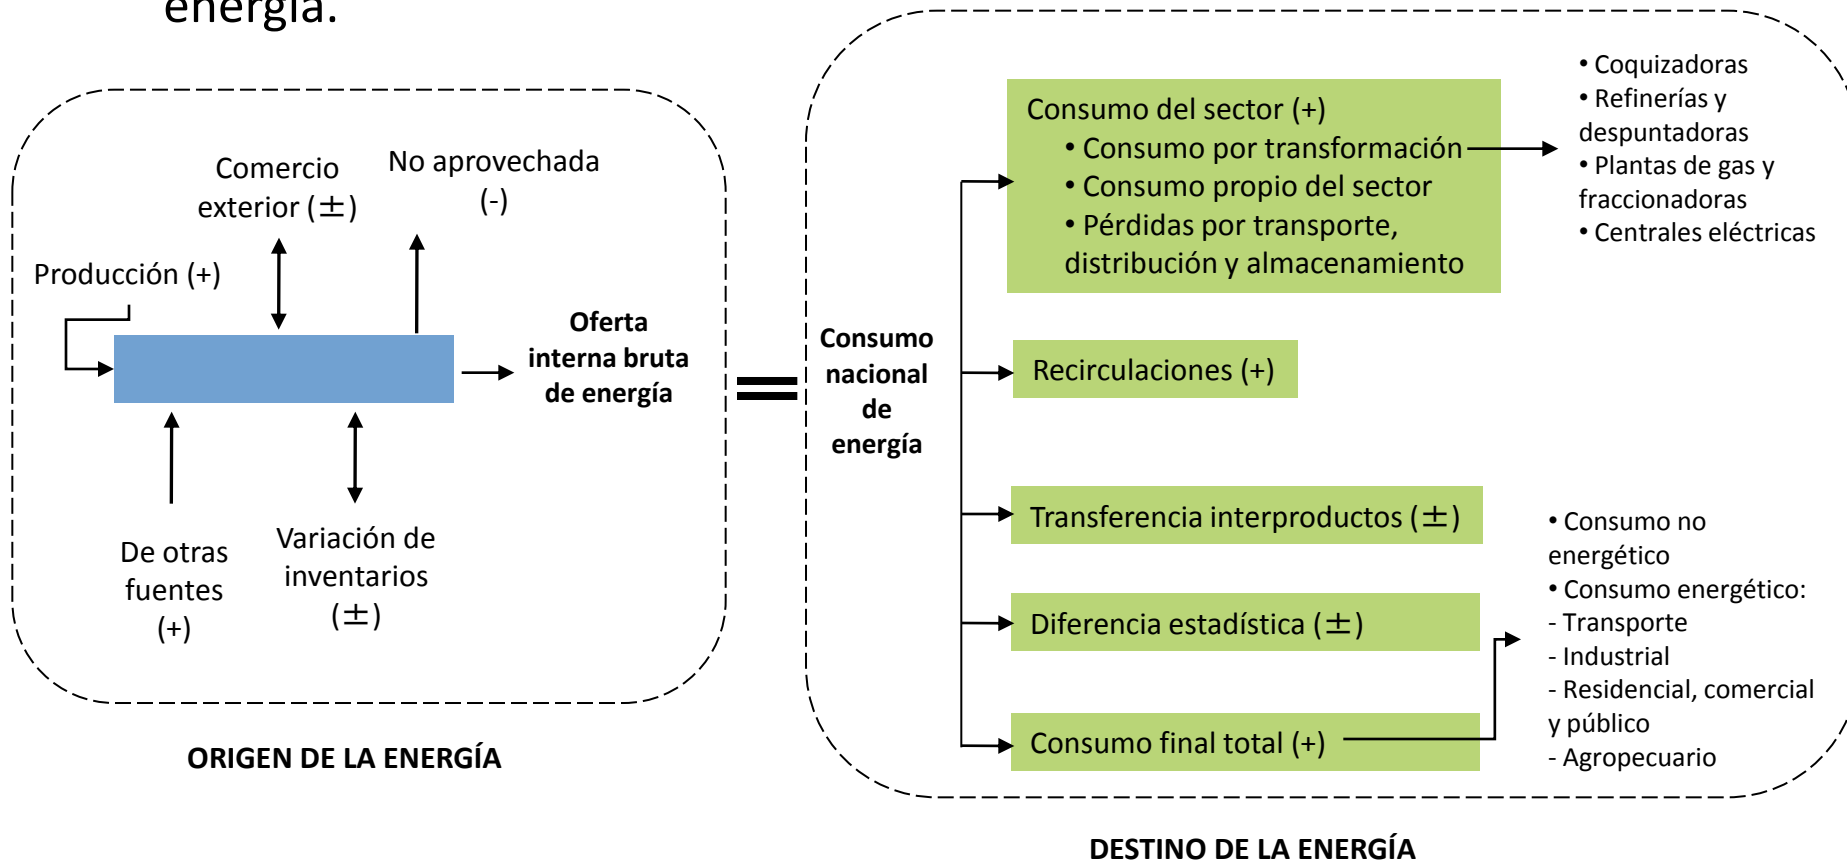 energía.
Comercio
exterior (±)
No aprovechada
(-)
Producción (+)
Oferta
interna bruta
de energía
De otras
fuentes
(+)
Variación de
inventarios
(±)
ORIGEN DE LA ENERGÍA
=
Consumo
nacional
de
energía
Consumo del sector (+)
• Consumo por transformación
• Consumo propio del sector
• Pérdidas por transporte,
distribución y almacenamiento
• Coquizadoras
• Refinerías y
despuntadoras
• Plantas de gas y
fraccionadoras
• Centrales eléctricas
Recirculaciones (+)
Transferencia interproductos (±)
Diferencia estadística (±)
Consumo final total (+)
• Consumo no
energético
• Consumo energético:
- Transporte
- Industrial
- Residencial, comercial
y público
- Agropecuario
DESTINO DE LA ENERGÍA